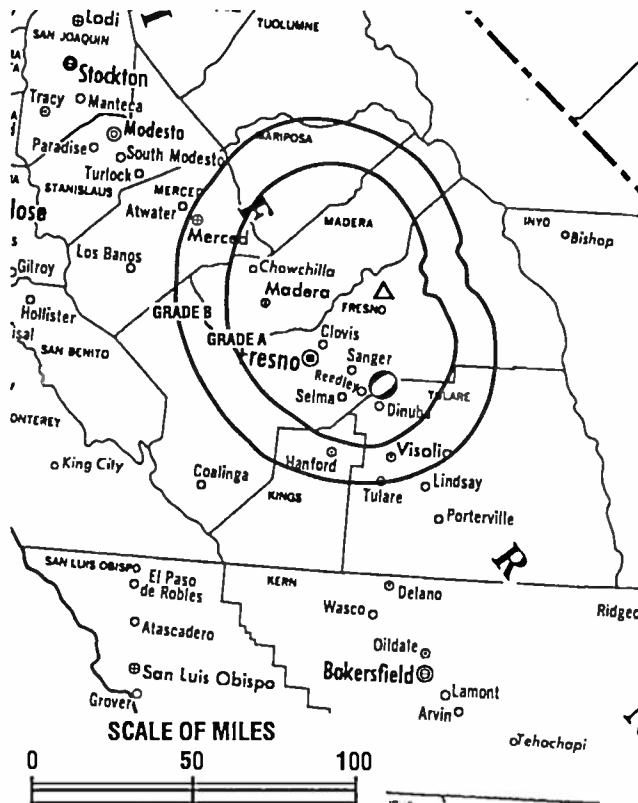 Lodi
TUOLUMNE
SAN JOAQUIN
Stockton
Tracy
Manteca
Modesto
MARIPOSA
Paradise
South Modesto
Turlock
STANISLAUS
MERCED
Atwater
Merced
MADERA
INYO
Bishop
Los Banos
Chowchilla
Gilroy
Madera
FRESNO
Hollister
GRADE B
GRADE A
Clovis
SAN BENITO
Fresno
Sanger
Reedley
TULARE
Selma
Dinuba
ONTEREY
Hanford
Visalia
King City
Coalinga
KINGS
Tulare
Lindsay
Porterville
R
SAN LUIS OBISPO
El Paso
de Robles
KERN
Delano
Wasco
Ridgec
Atascadero
Oildale
San Luis Obispo
Bakersfield
Grover
Lamont
Arvin
SCALE OF MILES
Tehachapi
0 50 100